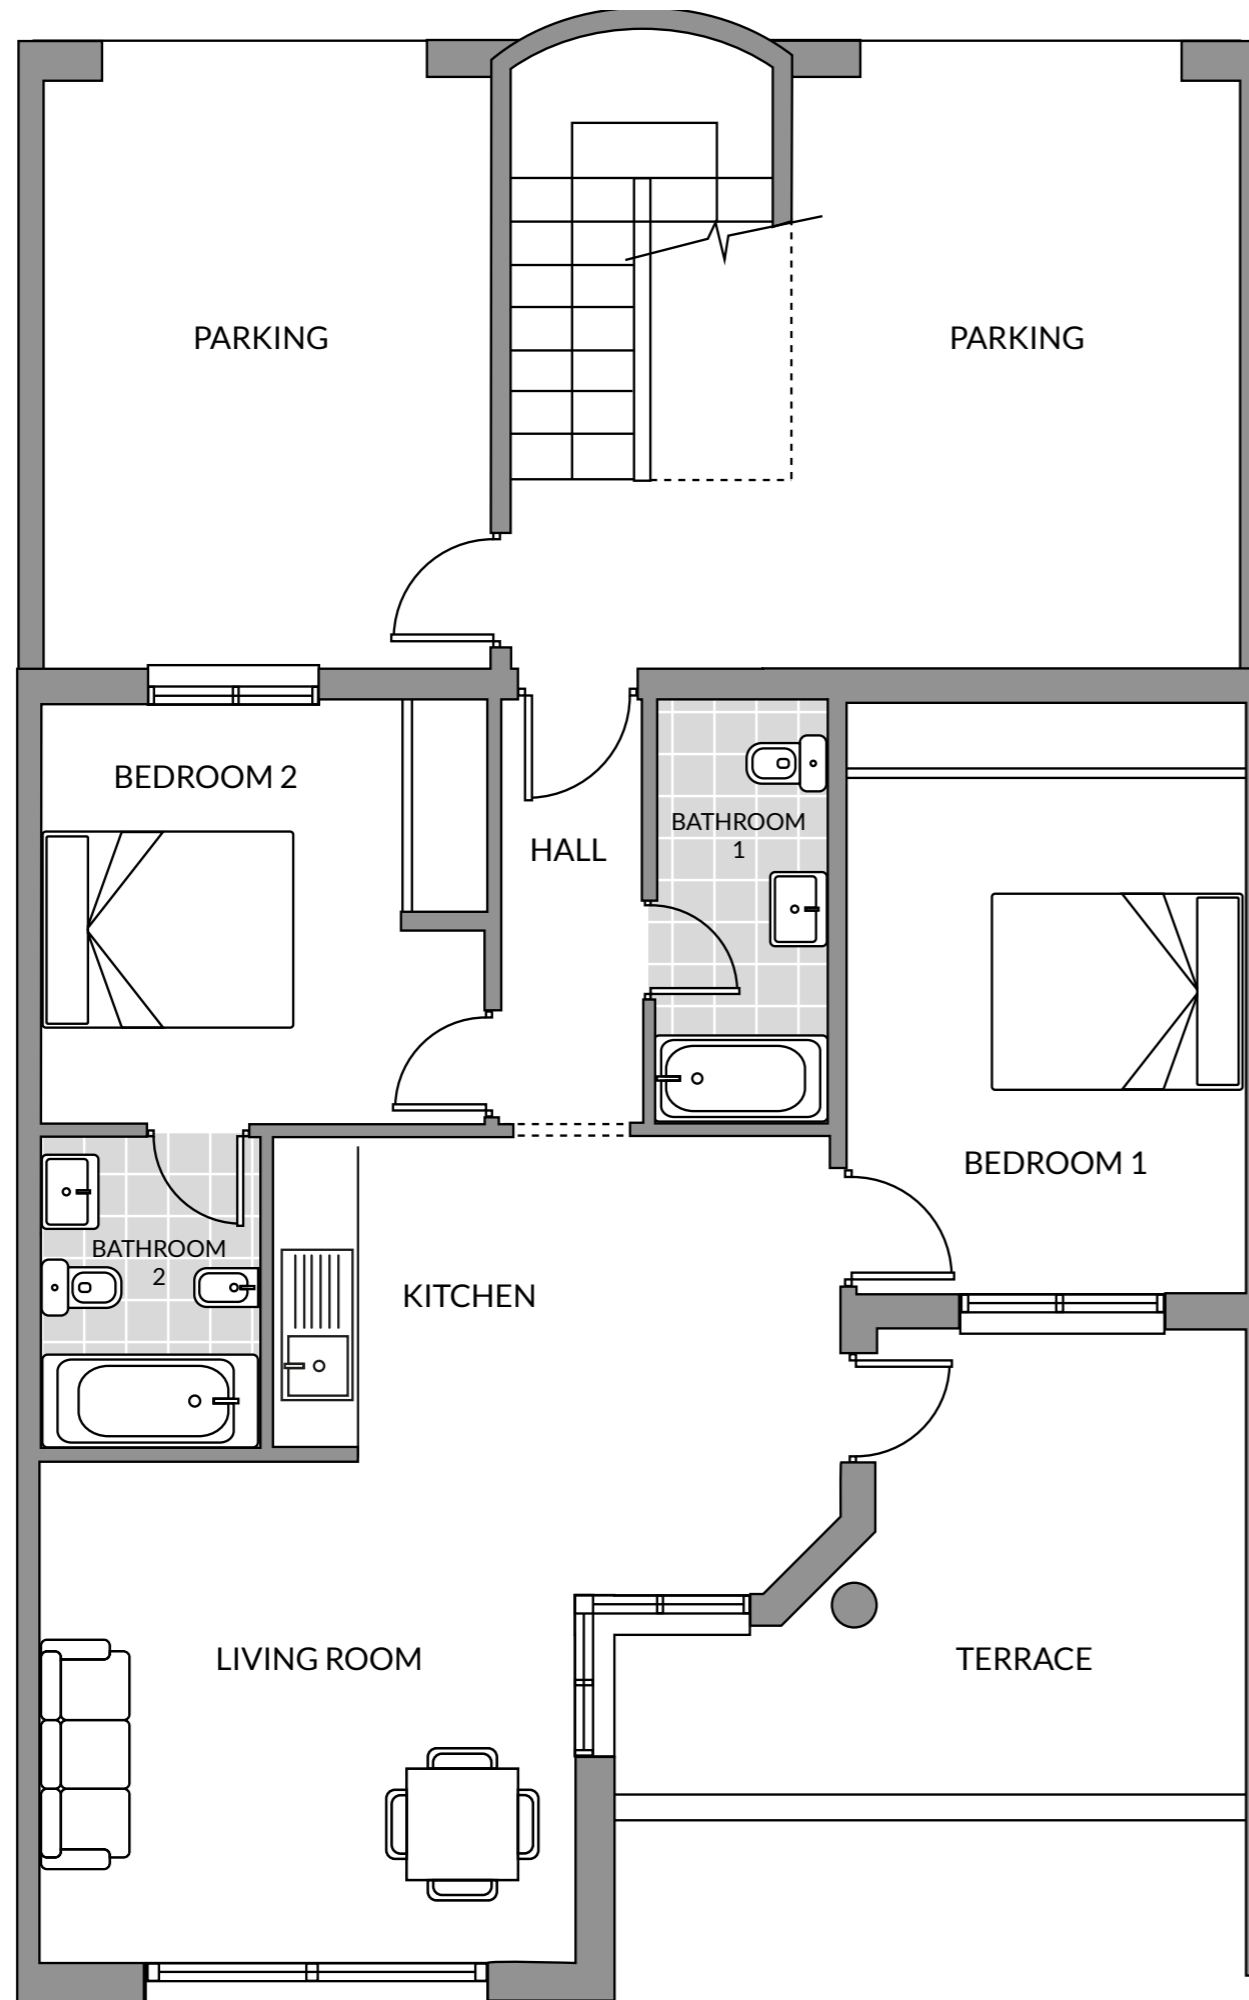 PARKING
PARKING
BEDROOM 2
BATHROOM
1
HALL
BEDROOM 1
BATHROOM
2
KITCHEN
LIVING ROOM
TERRACE